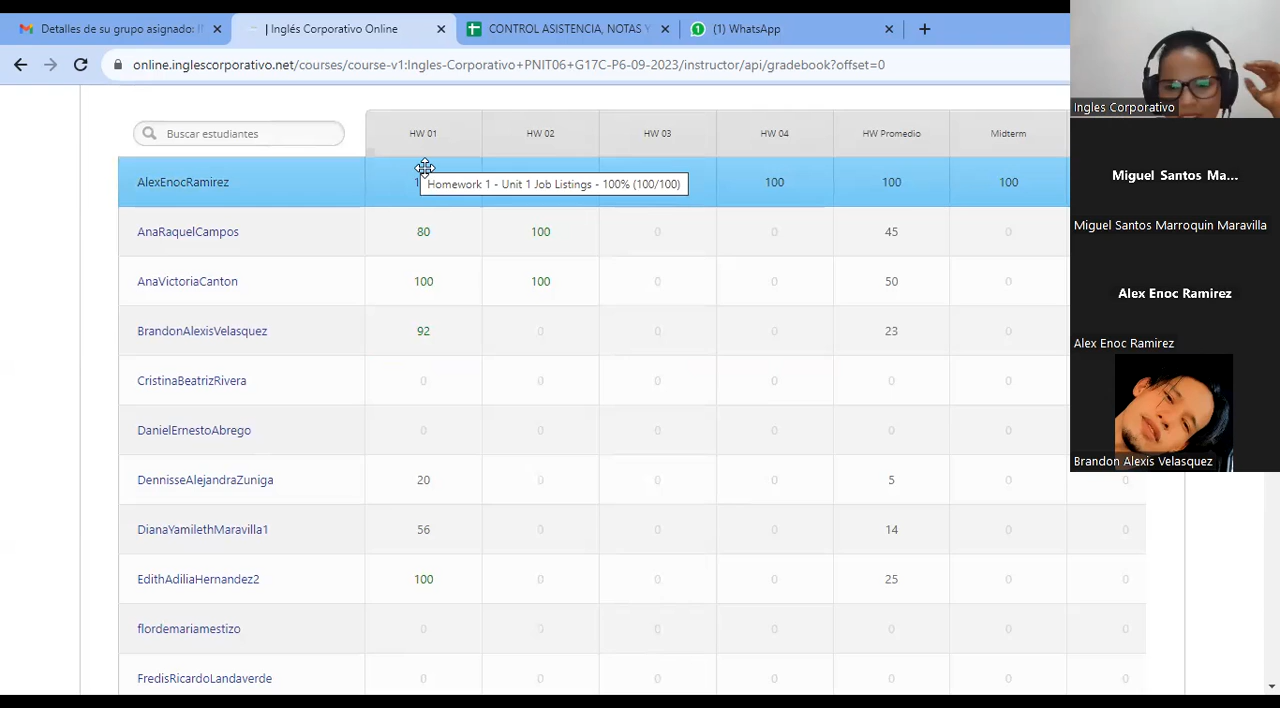 Detalles de su grupo asignado: I
| Inglés Corporativo Online
CONTROL ASISTENCIA, NOTAS Y
(1) WhatsApp
online.inglescorporativo.net/courses/course-v1:Ingles-Corporativo+PNIT06+G17C-P6-09-2023/instructor/api/gradebook?offset=0
Buscar estudiantes
HW 01 HW 02 HW 03 HW 04 HW Promedio Midterm
AlexEnocRamirez 1 100 100 100
Homework 1 - Unit 1 Job Listings - 100% (100/100)
AnaRaquelCampos 80 100 0 0 45 0 0
AnaVictoriaCanton 100 100 0 0 50 0 0
BrandonAlexisVelasquez 92 0 0 0 23 0
CristinaBeatrizRivera 0 0 0 0 0 0
DanielErnestoAbrego 0 0 0 0 0 0
DennisseAlejandraZuniga 20 0 0 0 5 0 0
DianaYamilethMaravilla1 56 0 0 0 14 0 0
EdithAdiliaHernandez2 100 0 0 0 25 0 0
flordemariamestizo 0 0 0 0 0 0 0
FredisRicardoLandaverde 0 0 0 0 0 0 0
Ingles Corporativo
Miguel Santos Ma...
Miguel Santos Marroquin Maravilla
Alex Enoc Ramirez
Alex Enoc Ramirez
Brandon Alexis Velasquez